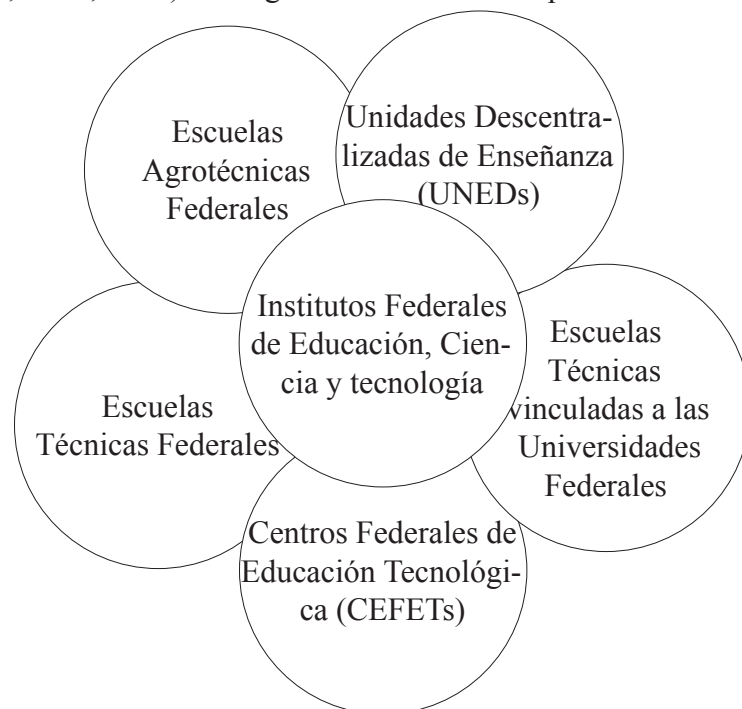 Escuelas
Agrotécnicas
Federales
Unidades Descentra-
lizadas de Enseñanza
(UNEDs)
Institutos Federales
de Educación, Cien-
cia y tecnología
Escuelas
Técnicas
vinculadas a las
Universidades
Federales
Escuelas
Técnicas Federales
Centros Federales de
Educación Tecnológi-
ca (CEFETs)